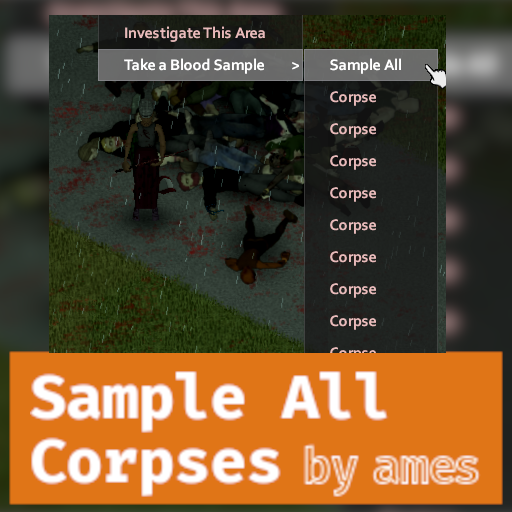 Investigate This Area
Take a Blood Sample > Sample All
Corpse
Corpse
Corpse
Corpse
Corpse
Corpse
Corpse
Corpse
Corpse
Sample All
Corpses by ames